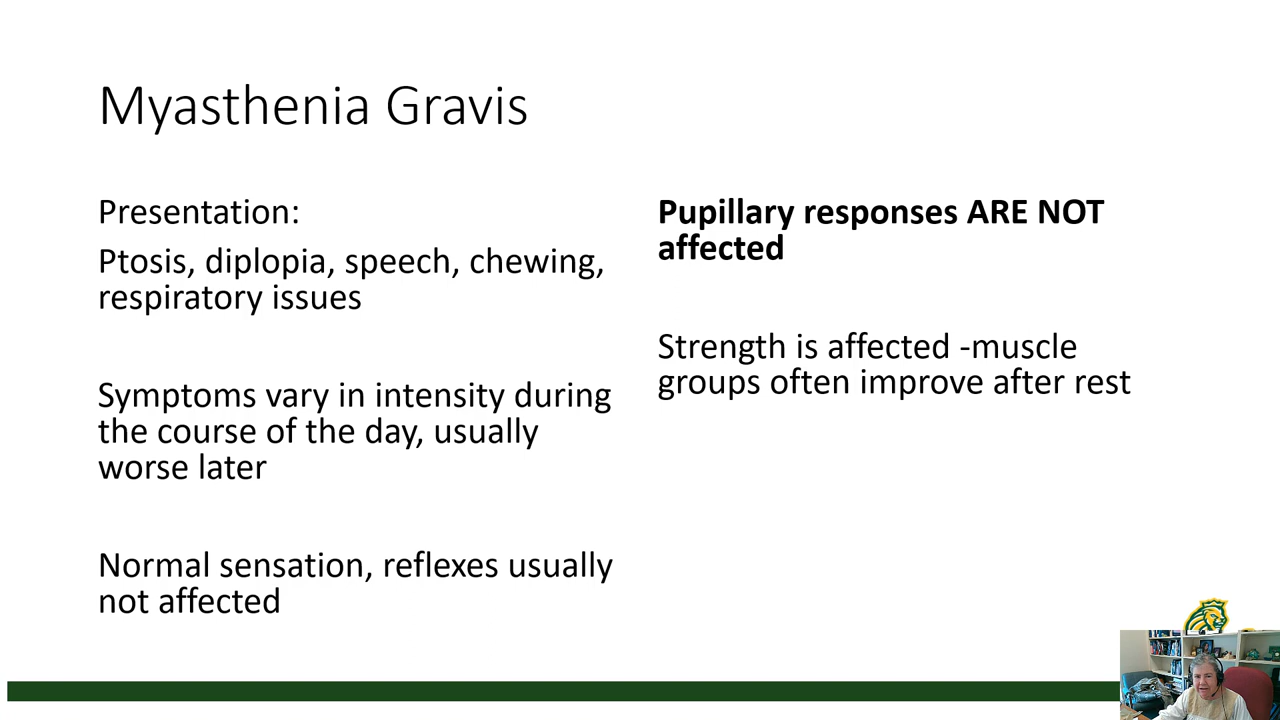 Myasthenia Gravis
Presentation:
Ptosis, diplopia, speech, chewing,
respiratory issues
Symptoms vary in intensity during
the course of the day, usually
worse later
Normal sensation, reflexes usually
not affected
Pupillary responses ARE NOT
affected
Strength is affected -muscle
groups often improve after rest